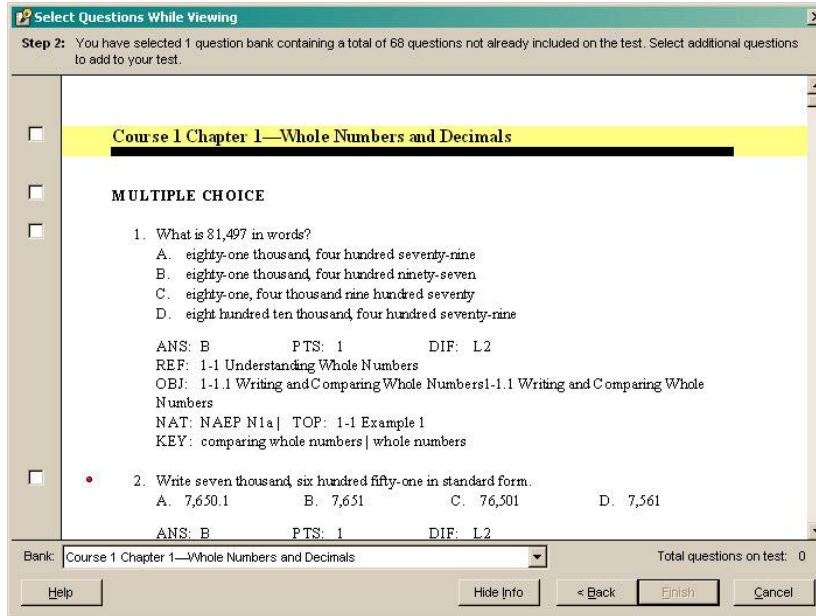 Select Questions While Viewing
Step 2: You have selected 1 question bank containing a total of 68 questions not already included on the test. Select additional questions
to add to your test.
Course 1 Chapter 1—Whole Numbers and Decimals
MULTIPLE CHOICE
1. What is 81,497 in words?
A. eighty-one thousand, four hundred seventy-nine
B. eighty-one thousand, four hundred ninety-seven
C. eighty-one, four thousand nine hundred seventy
D. eight hundred ten thousand, four hundred seventy-nine
ANS: B PTS: 1 DIF: L2
REF: 1-1 Understanding Whole Numbers
OBJ: 1-1.1 Writing and Comparing Whole Numbers1-1.1 Writing and Comparing Whole
Numbers
NAT: NAEP N1a | TOP: 1-1 Example 1
KEY: comparing whole numbers | whole numbers
2. Write seven thousand, six hundred fifty-one in standard form.
A. 7,650.1 B. 7,651 C. 76,501 D. 7,561
ANS: B PTS: 1 DIF: L2
Bank: Course 1 Chapter 1—Whole Numbers and Decimals Total questions on test: 0
Help Hide Info < Back Finish Cancel